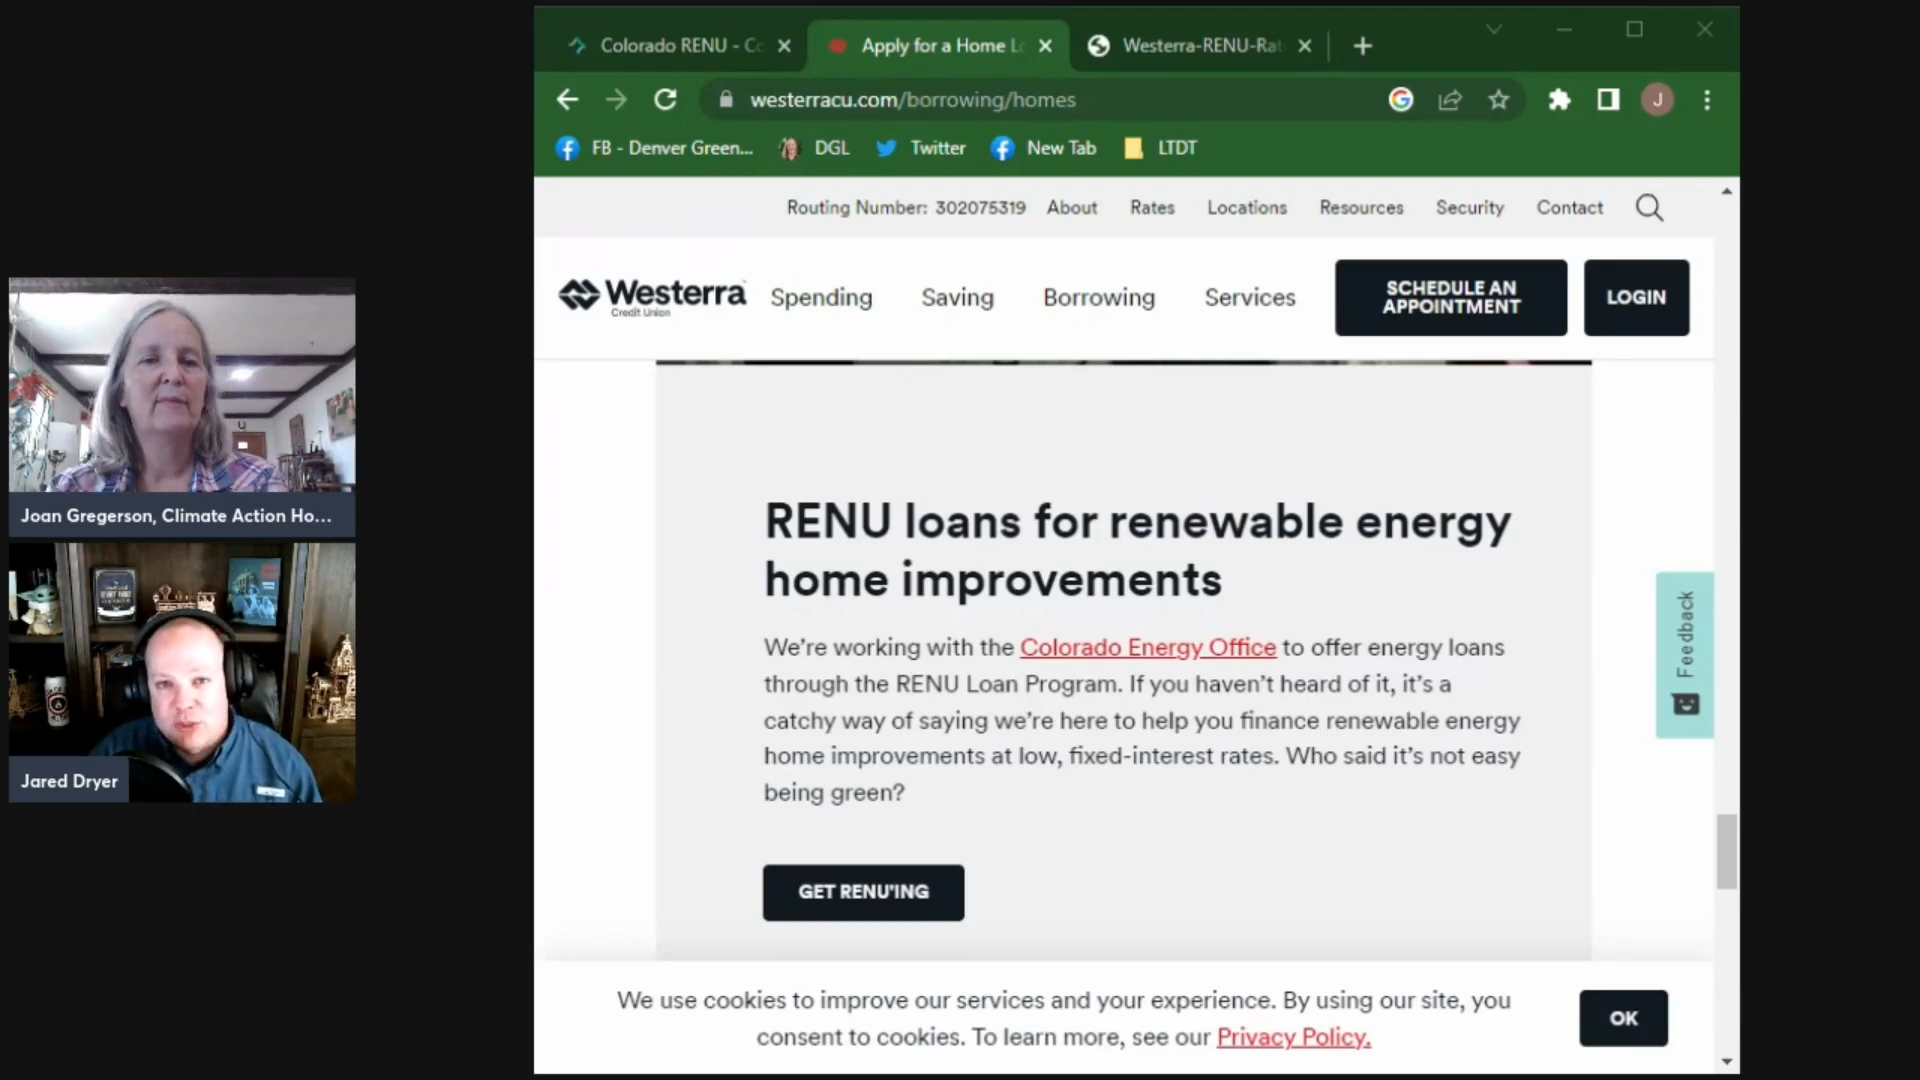 Colorado RENU - Co
Apply for a Home Lo
Westerra-RENU-Rat
westerracu.com/borrowing/homes
J
FB - Denver Green...
DGL
Twitter
New Tab
LTDT
Routing Number: 302075319
About
Rates
Locations
Resources
Security
Contact
Westerra
Credit Union
Spending
Saving
Borrowing
Services
SCHEDULE AN
APPOINTMENT
LOGIN
Joan Gregerson, Climate Action Ho...
Jared Dryer
RENU loans for renewable energy
home improvements
We’re working with the Colorado Energy Office to offer energy loans
through the RENU Loan Program. If you haven’t heard of it, it’s a
catchy way of saying we’re here to help you finance renewable energy
home improvements at low, fixed-interest rates. Who said it’s not easy
being green?
GET RENU’ING
Feedback
We use cookies to improve our services and your experience. By using our site, you
consent to cookies. To learn more, see our Privacy Policy.
OK